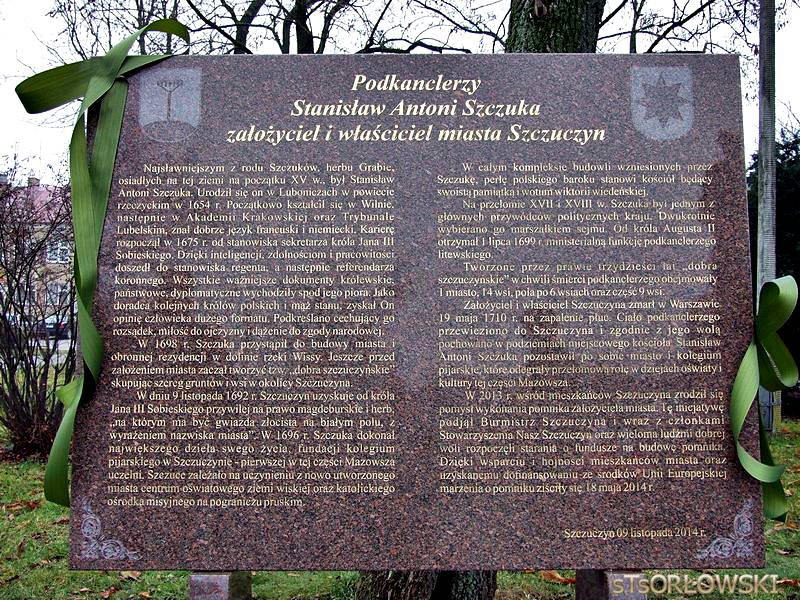 Podkanclerzy
Stanisław Antoni Szczuka
założyciel i właściciel miasta Szczuczyn
Najsławniejszym z rodu Szczuków, herbu Grabie,
osiadłych na tej ziemi na początku XV w. był Stanisław
Antoni Szczuka. Urodził się on w Luboniczach w powiecie
rzeczyckim w 1654 r. Początkowo kształcił się w Wilnie,
następnie w Akademii Krakowskiej oraz Trybunale
Lubelskim, znał dobrze język francuski i niemiecki. Karierę
rozpoczął w 1675 r. od stanowiska sekretarza króla Jana III
Sobieskiego. Dzięki inteligencji, zdolnościom i pracowitości
doszedł do stanowiska regenta, a następnie referendarza
koronnego. Wszystkie ważniejsze dokumenty królewskie,
państwowe, dyplomatyczne wychodziły spod jego pióra. Jako
doradca kolejnych królów polskich i mąż stanu, zyskał On
opinię człowieka dużego formatu. Podkreślano cechujący go
rozsądek, miłość do ojczyzny i dążenie do zgody narodowej.
W 1698 r. Szczuka przystąpił do budowy miasta i
obronnej rezydencji w dolinie rzeki Wissy. Jeszcze przed
założeniem miasta zaczął tworzyć tzw. „dobra szczuczyńskie"
skupując szereg gruntów i wsi w okolicy Szczuczyna.
W dniu 9 listopada 1692 r. Szczuczyn uzyskuje od króla
Jana III Sobieskiego przywilej na prawo magdeburskie i herb,
„na którym ma być gwiazda złocista na białym polu, z
wyrażeniem nazwiska miasta". W 1696 r. Szczuka dokonał
największego dzieła swego życia, fundacji kolegium
pijarskiego w Szczuczynie - pierwszej w tej części Mazowsza
uczelni. Szczuce zależało na uczynieniu z nowo utworzonego
miasta centrum oświatowego ziemi wiskiej oraz katolickiego
ośrodka misyjnego na pograniczu pruskim.
W całym kompleksie budowli wzniesionych przez
Szczukę, perłę polskiego baroku stanowi kościół będący
swoistą pamiątką i wotum wiktorii wiedeńskiej.
Na przełomie XVII i XVIII w. Szczuka był jednym z
głównych przywódców politycznych kraju. Dwukrotnie
wybierano go marszałkiem sejmu. Od króla Augusta II
otrzymał 1 lipca 1699 r. ministerialną funkcję podkanclerzego
litewskiego.
Tworzone przez prawie trzydzieści lat „dobra
szczuczyńskie" w chwili śmierci podkanclerzego obejmowały
1 miasto, 14 wsi, pola po 6 wsiach oraz część 9 wsi.
Założyciel i właściciel Szczuczyna zmarł w Warszawie
19 maja 1710 r. na zapalenie płuc. Ciało podkanclerzego
przewieziono do Szczuczyna i zgodnie z jego wolą
pochowano w podziemiach miejscowego kościoła. Stanisław
Antoni Szczuka pozostawił po sobie miasto i kolegium
pijarskie, które odegrały przełomową rolę w dziejach oświaty i
kultury tej części Mazowsza.
W 2013 r. wśród mieszkańców Szczuczyna zrodził się
pomysł wykonania pomnika założyciela miasta. Tę inicjatywę
podjął Burmistrz Szczuczyna i wraz z członkami
Stowarzyszenia Nasz Szczuczyn oraz wieloma ludźmi dobrej
woli rozpoczęli starania o fundusze na budowę pomnika.
Dzięki wsparciu i hojności mieszkańców miasta oraz
uzyskanemu dofinansowaniu ze środków Unii Europejskiej
marzenia o pomniku ziściły się 18 maja 2014 r.
Szczuczyn 09 listopada 2014 r.
STSORŁOWSKI